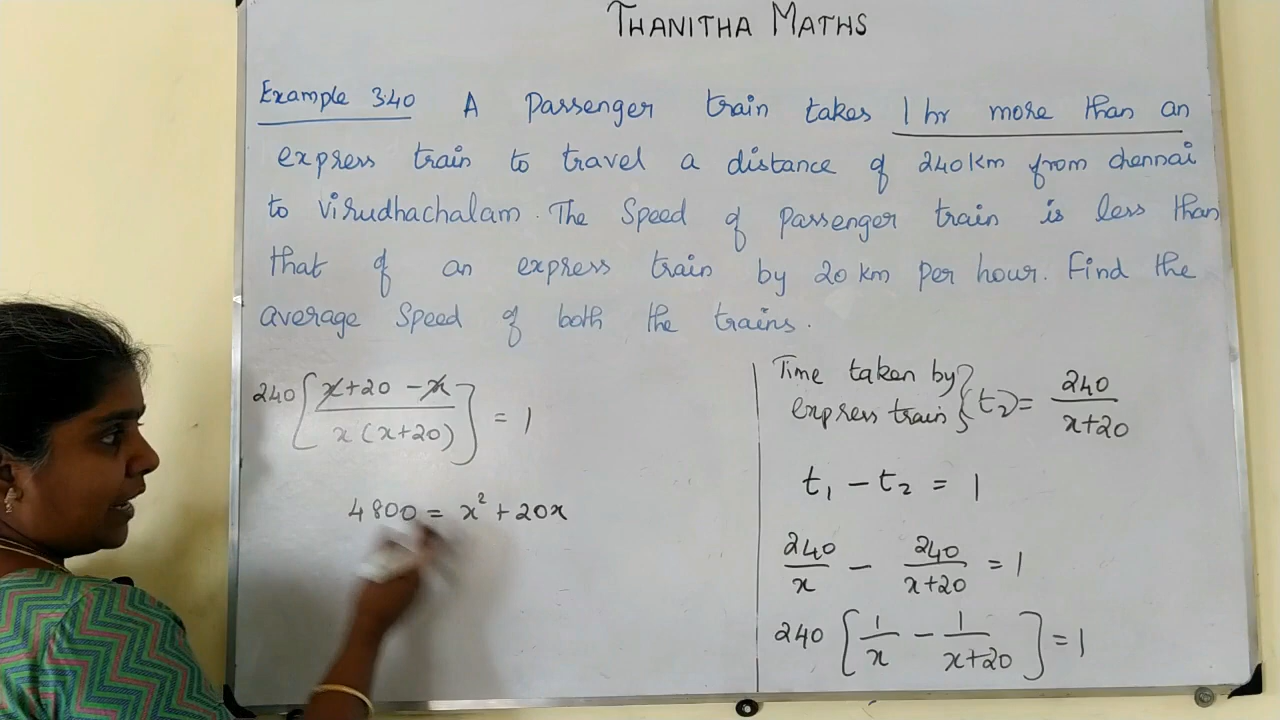 THANITHA MATHS
Example 3.40 A Passenger train takes 1 hr more than an
express train to travel a distance of 240 km from chennai
to virudhachalam. The Speed of passenger train is less than
that of an express train by 20 km per hour. Find the
average Speed of both the trains.
240 [ x+20 -x / x (x+20) ] = 1
4800 = x² + 20x
Time taken by
express train } (t₂) = 240 / x+20
t₁ - t₂ = 1
240 / x - 240 / x+20 = 1
240 [ 1 / x - 1 / x+20 ] = 1